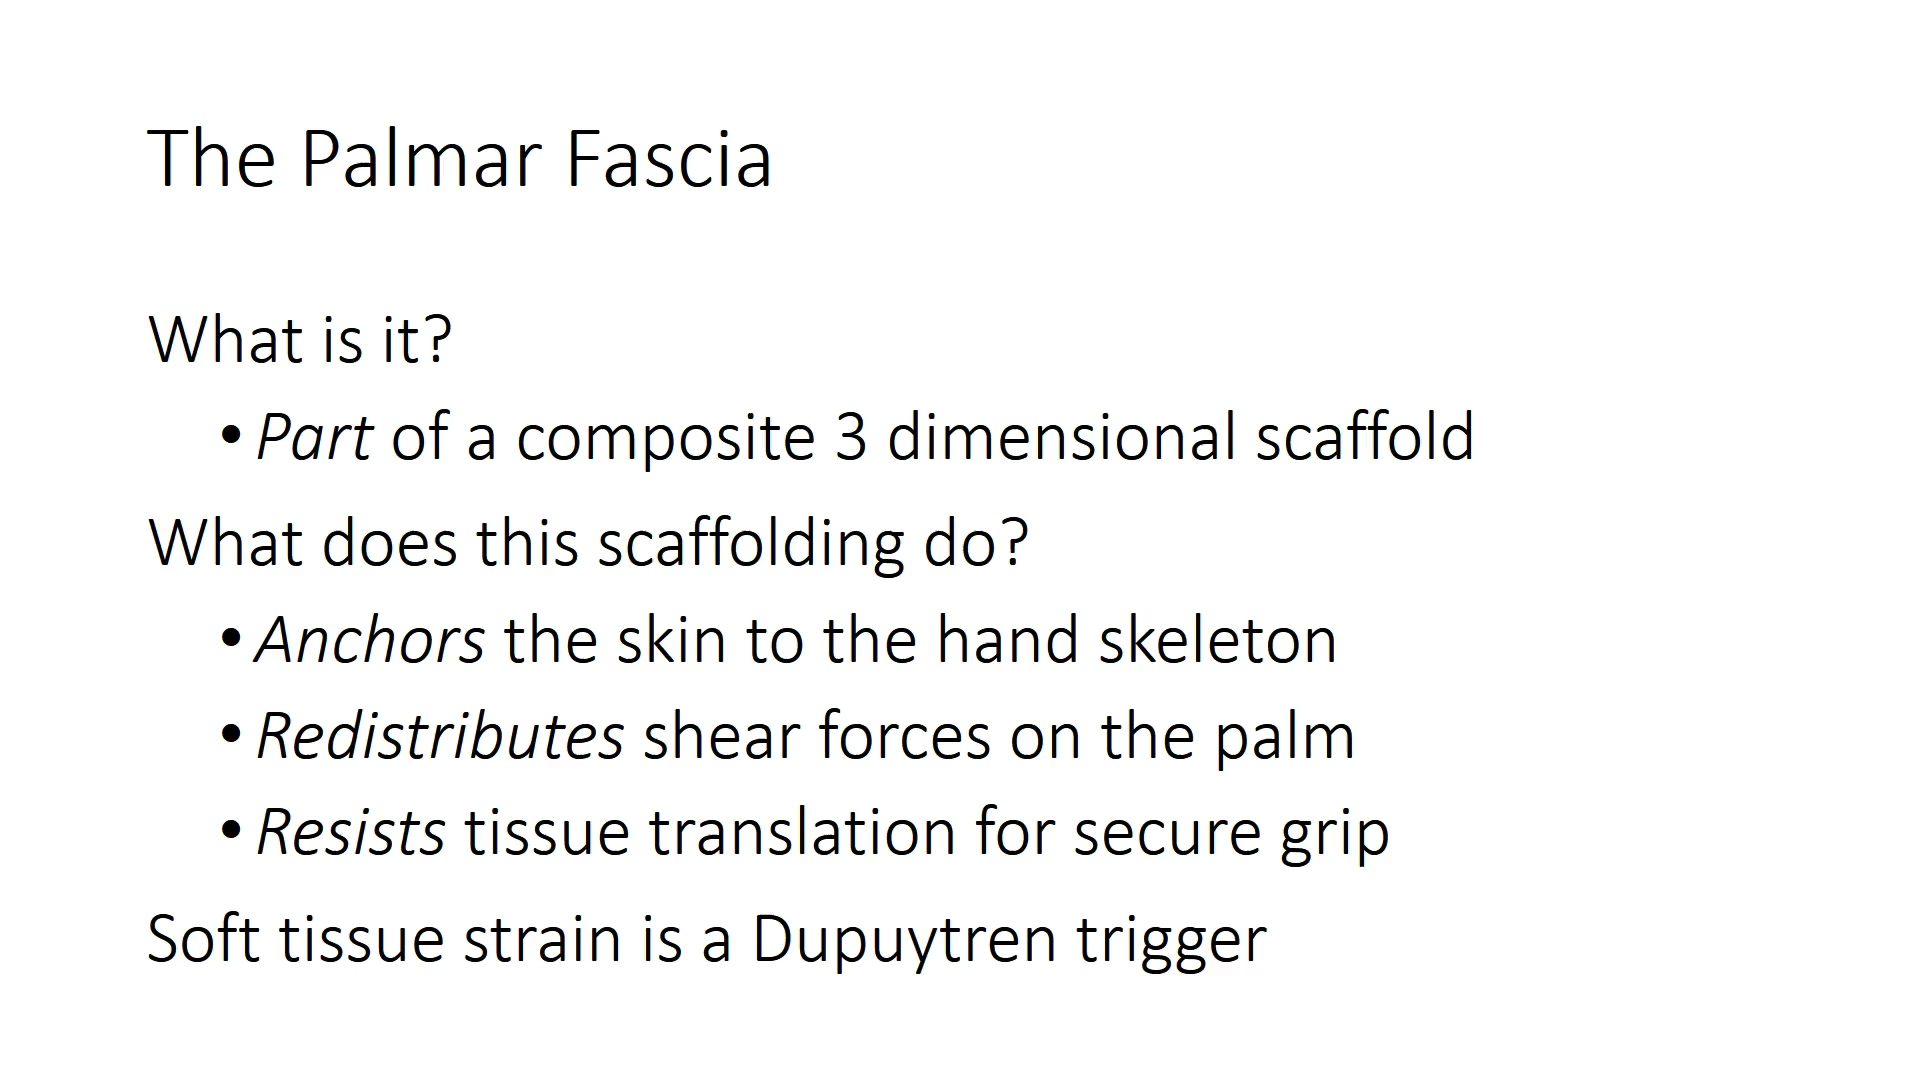 The Palmar Fascia
What is it?
• Part of a composite 3 dimensional scaffold
What does this scaffolding do?
• Anchors the skin to the hand skeleton
• Redistributes shear forces on the palm
• Resists tissue translation for secure grip
Soft tissue strain is a Dupuytren trigger